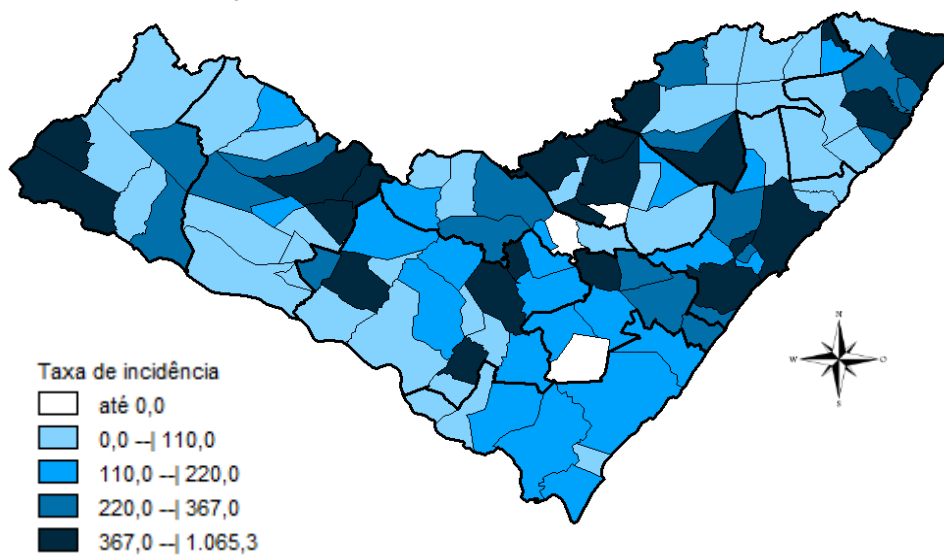 N
W
O
S
Taxa de incidência
até 0,0
0,0 --| 110,0
110,0 --| 220,0
220,0 --| 367,0
367,0 --| 1.065,3